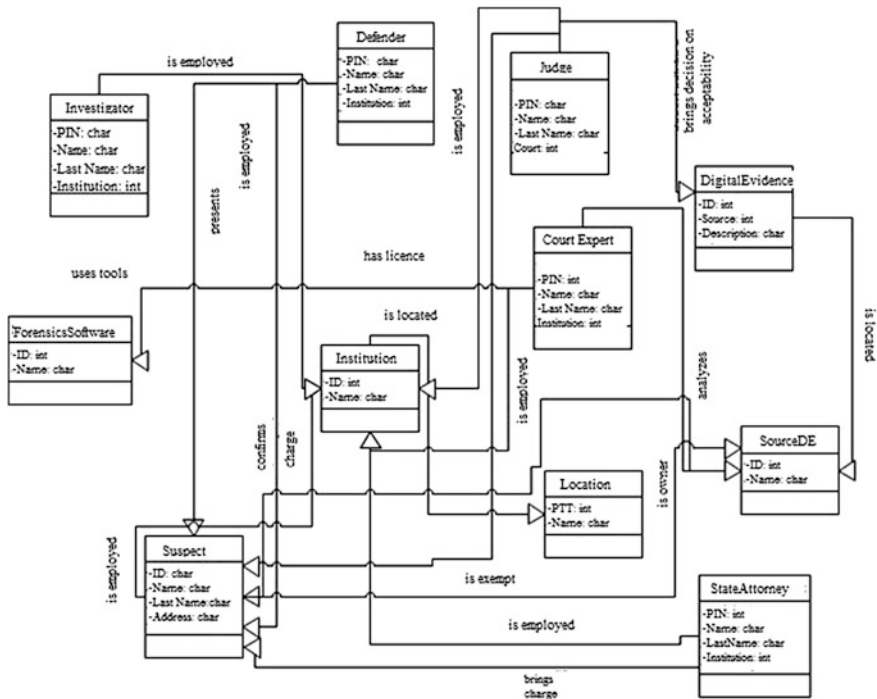 Defender
-PIN: char
-Name: char
-Last Name: char
-Institution: int
is employed
Investigator
-PIN: char
-Name: char
-Last Name: char
-Institution: int
Judge
-PIN: char
-Name: char
-Last Name: char
Court: int
is employed
brings decision on
acceptability
is employed
presents
DigitalEvidence
-ID: int
-Source: int
-Description: char
Court Expert
-PIN: int
-Name: char
-Last Name: char
Institution: int
has licence
uses tools
is located
is located
ForensicsSoftware
-ID: int
-Name: char
Institution
-ID: int
-Name: char
is employed
analyzes
confirms
charge
SourceDE
-ID: int
-Name: char
Location
-PTT: int
-Name: char
is owner
Suspect
-ID: char
-Name: char
-Last Name:char
-Address: char
is employed
is exempt
StateAttorney
-PIN: int
-Name: char
-LastName: char
-Institution: int
is employed
brings
charge